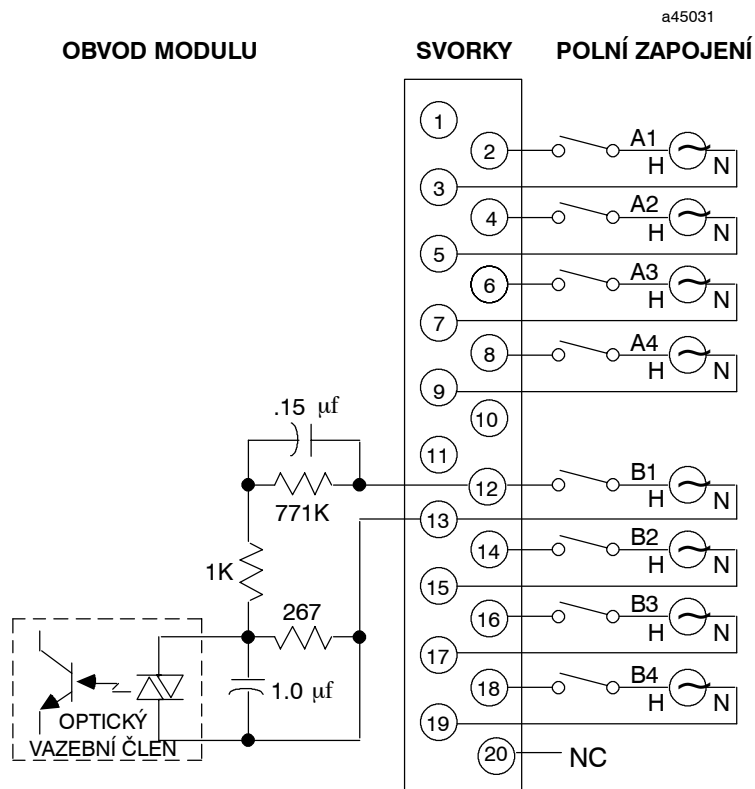 a45031
OBVOD MODULU SVORKY POLNÍ ZAPOJENÍ
1
2 A1 H N
3
4 A2 H N
5
6 A3 H N
7
8 A4 H N
9
10
.15 µf
11
771K
12 B1 H N
13
14 B2 H N
1K
15
267
16 B3 H N
17
1.0 µf
18 B4 H N
OPTICKÝ
VAZEBNÍ ČLEN
19
20 NC